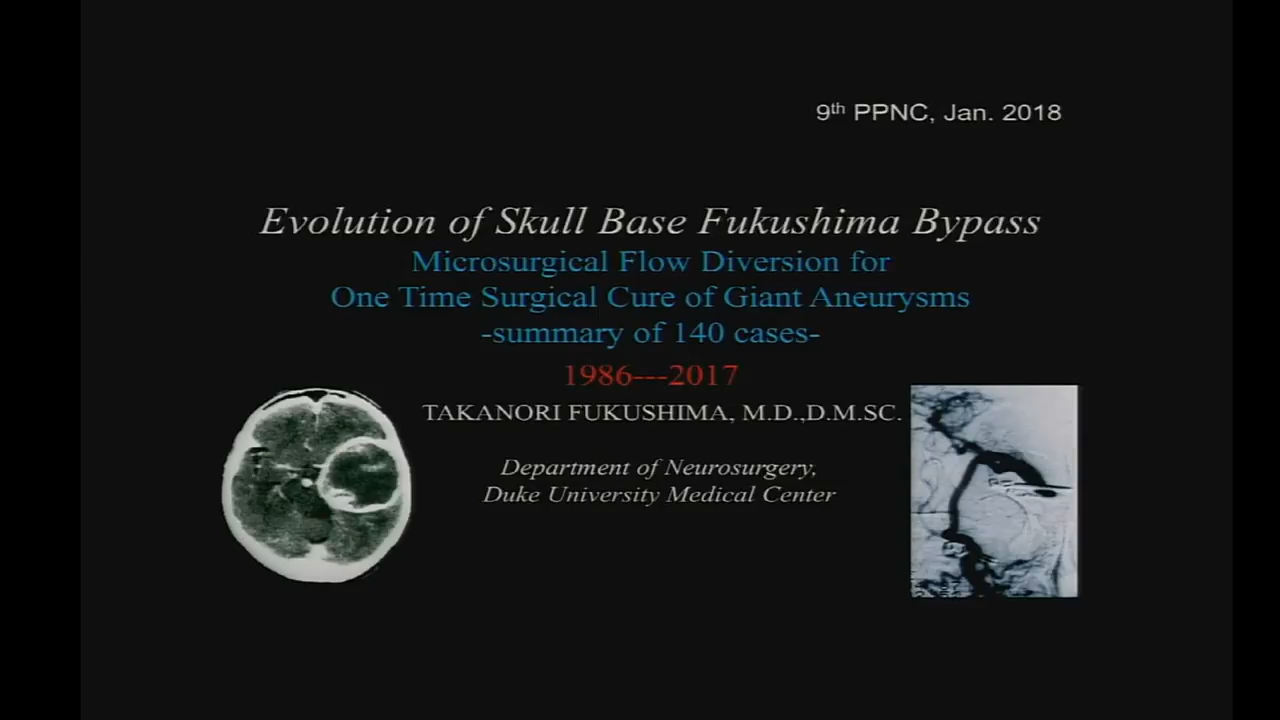 9th PPNC, Jan. 2018
Evolution of Skull Base Fukushima Bypass
Microsurgical Flow Diversion for
One Time Surgical Cure of Giant Aneurysms
-summary of 140 cases-
1986---2017
TAKANORI FUKUSHIMA, M.D.,D.M.SC.
Department of Neurosurgery,
Duke University Medical Center